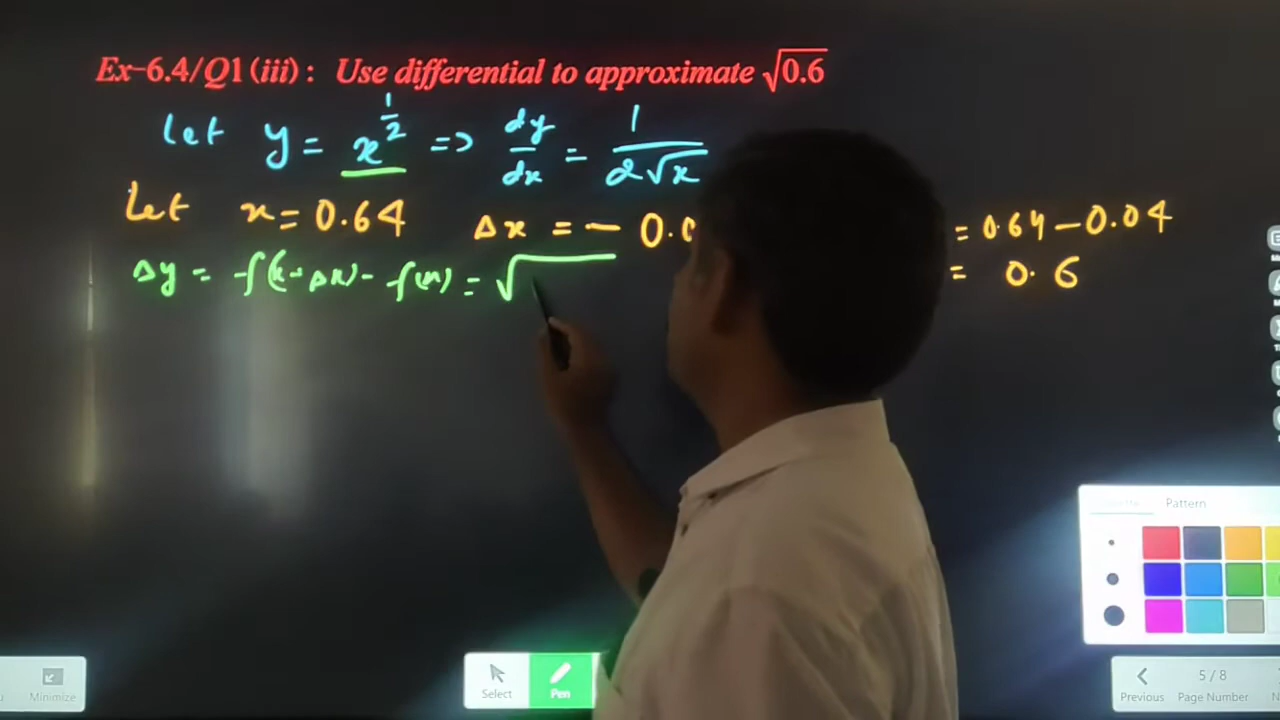 Ex-6.4/Q1(iii): Use differential to approximate √0.6
Let y = x^1/2 => dy/dx = 1/2√x
Let x = 0.64 Δx = - 0.0 = 0.64 - 0.04
Δy = f(x+Δx) - f(x) = √ = 0.6
Pattern
Select
Pen
Minimize
Previous
5 / 8
Page Number